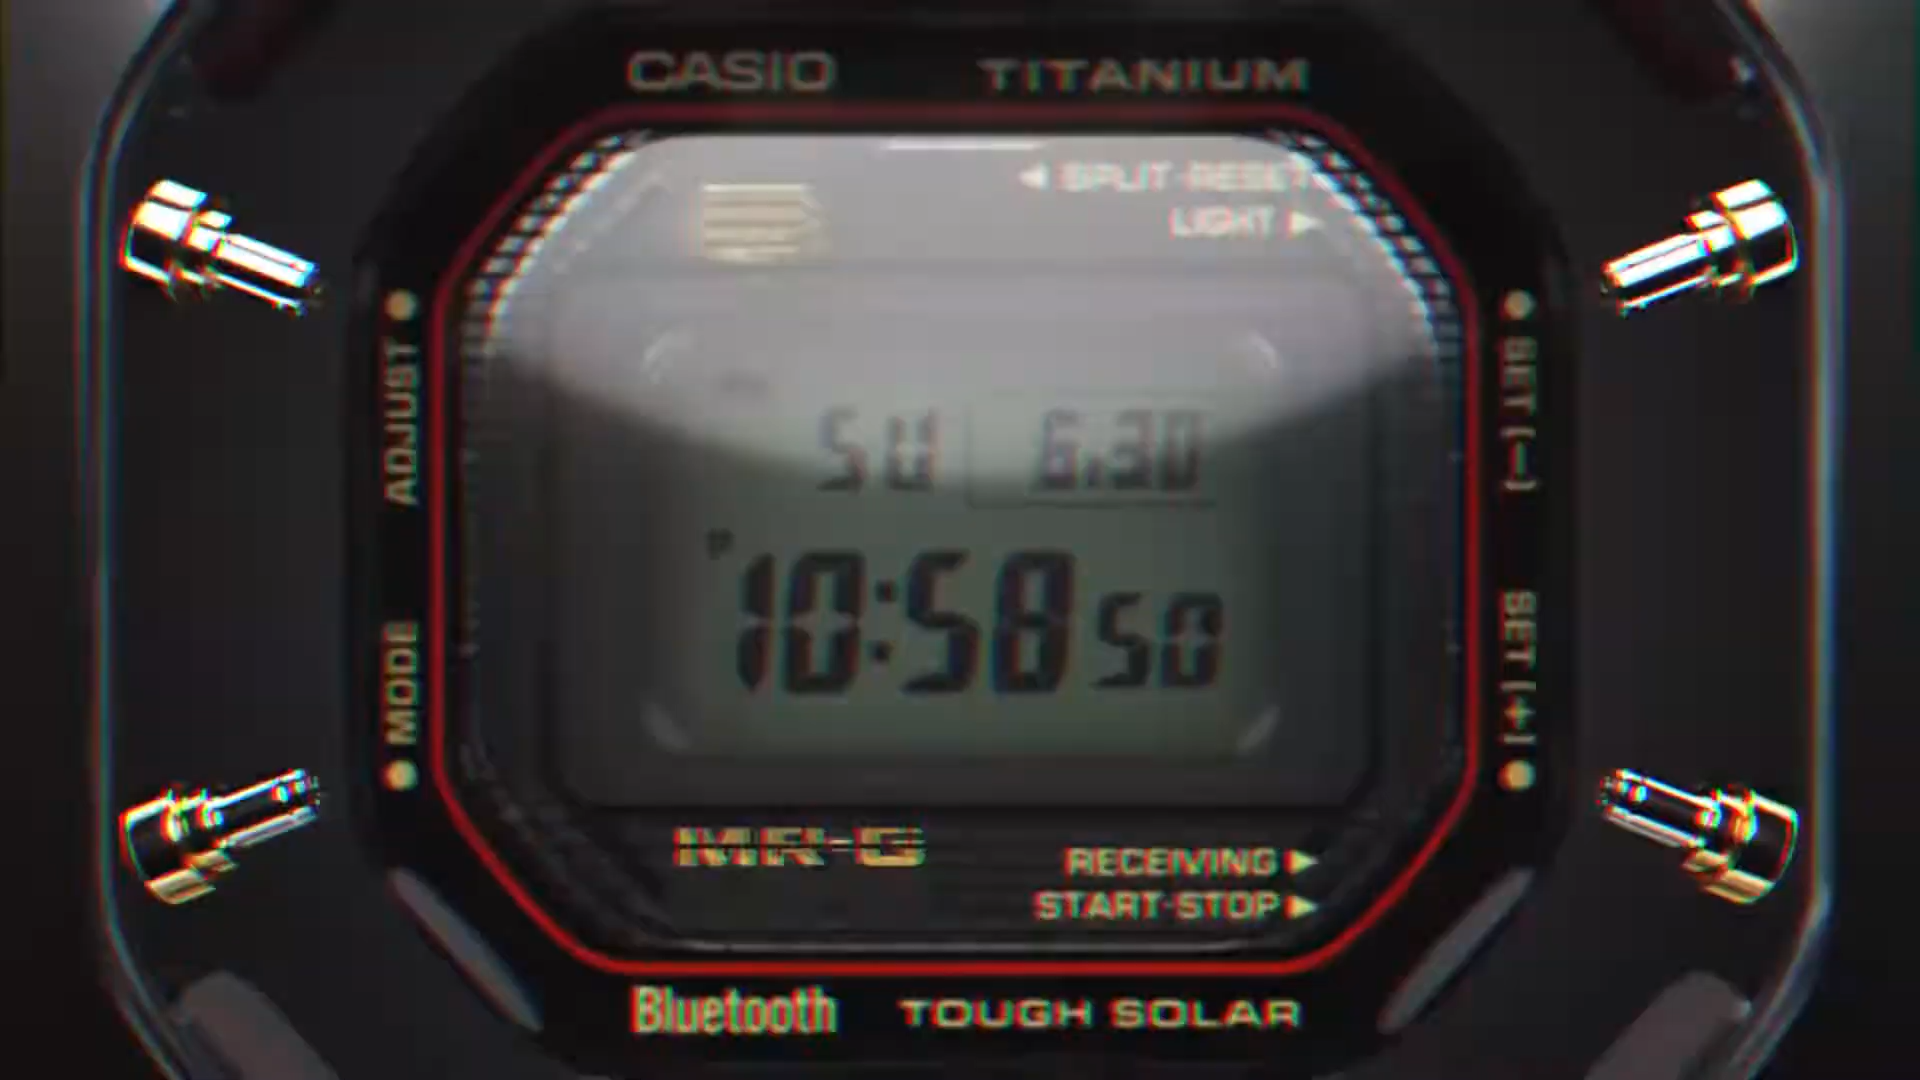 CASIO TITANIUM
◄ SPLIT·RESET
LIGHT ►
ADJUST
SET (−)
SU 6.30
P
10:58 50
MODE
SET (+)
MR-G
RECEIVING ►
START·STOP ►
Bluetooth TOUGH SOLAR